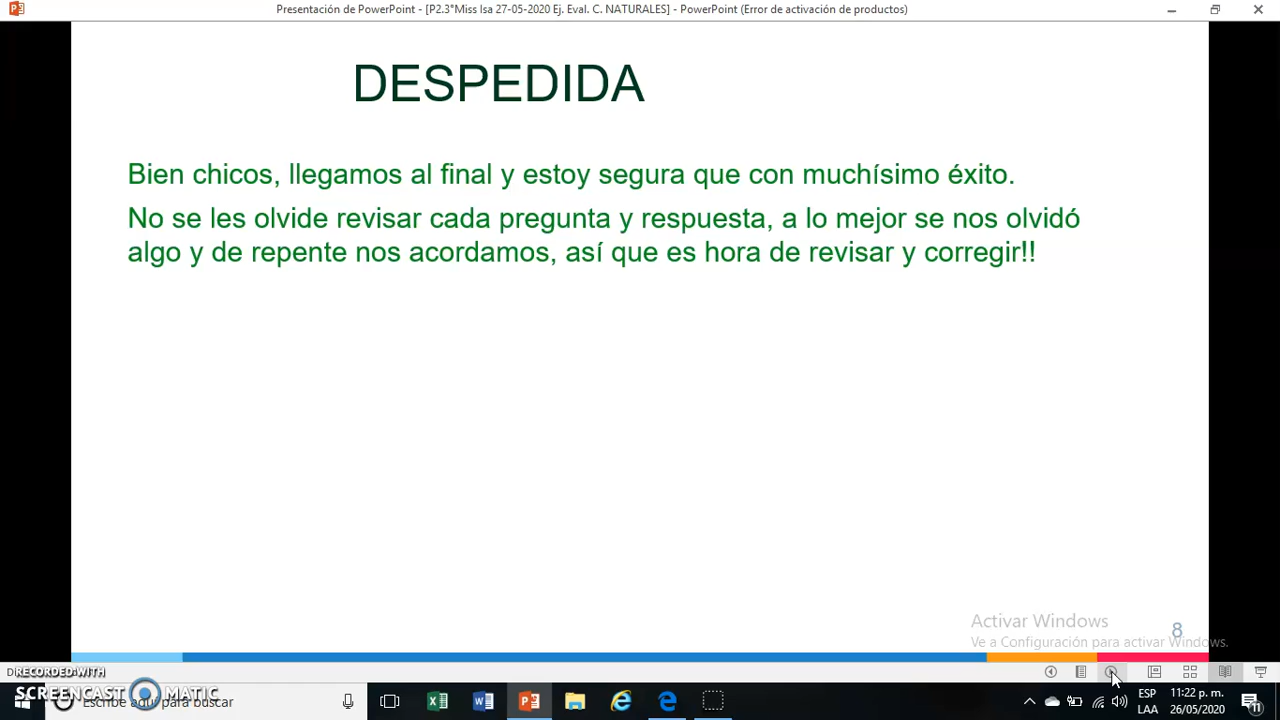 Presentación de PowerPoint - [P2.3°Miss Isa 27-05-2020 Ej. Eval. C. NATURALES] - PowerPoint (Error de activación de productos)
DESPEDIDA
Bien chicos, llegamos al final y estoy segura que con muchísimo éxito.
No se les olvide revisar cada pregunta y respuesta, a lo mejor se nos olvidó
algo y de repente nos acordamos, así que es hora de revisar y corregir!!
Activar Windows
8
Ve a Configuración para activar Windows.
RECORDED WITH
SCREENCAST MATIC
Escribe aquí para buscar
ESP
LAA
11:22 p. m.
26/05/2020
11